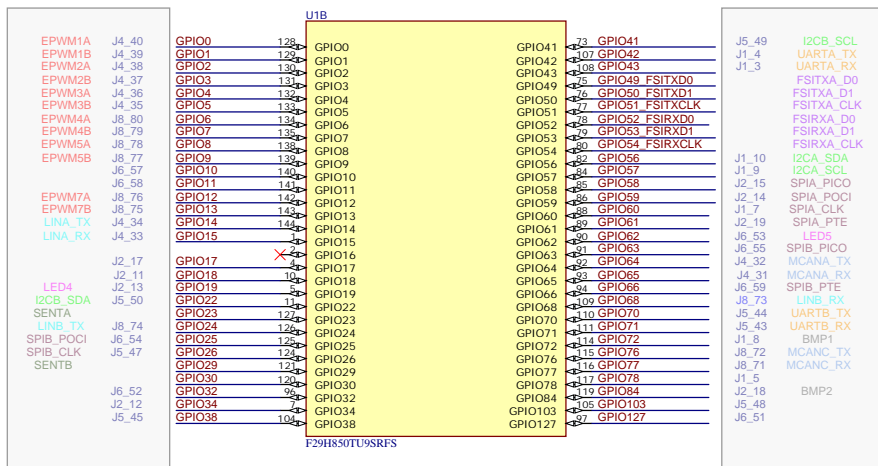 U1B
EPWM1A J4_40 GPIO0 128 GPIO0 GPIO41 73 GPIO41 J5_49 I2CB_SCL
EPWM1B J4_39 GPIO1 129 GPIO1 GPIO42 107 GPIO42 J1_4 UARTA_TX
EPWM2A J4_38 GPIO2 130 GPIO2 GPIO43 108 GPIO43 J1_3 UARTA_RX
EPWM2B J4_37 GPIO3 131 GPIO3 GPIO49 75 GPIO49_FSITXD0 FSITXA_D0
EPWM3A J4_36 GPIO4 132 GPIO4 GPIO50 76 GPIO50_FSITXD1 FSITXA_D1
EPWM3B J4_35 GPIO5 133 GPIO5 GPIO51 77 GPIO51_FSITXCLK FSITXA_CLK
EPWM4A J8_80 GPIO6 134 GPIO6 GPIO52 78 GPIO52_FSIRXD0 FSIRXA_D0
EPWM4B J8_79 GPIO7 135 GPIO7 GPIO53 79 GPIO53_FSIRXD1 FSIRXA_D1
EPWM5A J8_78 GPIO8 138 GPIO8 GPIO54 80 GPIO54_FSIRXCLK FSIRXA_CLK
EPWM5B J8_77 GPIO9 139 GPIO9 GPIO56 82 GPIO56 J1_10 I2CA_SDA
J6_57 GPIO10 140 GPIO10 GPIO57 84 GPIO57 J1_9 I2CA_SCL
J6_58 GPIO11 141 GPIO11 GPIO58 85 GPIO58 J2_15 SPIA_PICO
EPWM7A J8_76 GPIO12 142 GPIO12 GPIO59 86 GPIO59 J2_14 SPIA_POCI
EPWM7B J8_75 GPIO13 143 GPIO13 GPIO60 88 GPIO60 J1_7 SPIA_CLK
LINA_TX J4_34 GPIO14 144 GPIO14 GPIO61 89 GPIO61 J2_19 SPIA_PTE
LINA_RX J4_33 GPIO15 1 GPIO15 GPIO62 90 GPIO62 J6_53 LED5
2 GPIO16 GPIO63 91 GPIO63 J6_55 SPIB_PICO
J2_17 GPIO17 4 GPIO17 GPIO64 92 GPIO64 J4_32 MCANA_TX
J2_11 GPIO18 10 GPIO18 GPIO65 93 GPIO65 J4_31 MCANA_RX
LED4 J2_13 GPIO19 5 GPIO19 GPIO66 94 GPIO66 J6_59 SPIB_PTE
I2CB_SDA J5_50 GPIO22 11 GPIO22 GPIO68 109 GPIO68 J8_73 LINB_RX
SENTA GPIO23 127 GPIO23 GPIO70 110 GPIO70 J5_44 UARTB_TX
LINB_TX J8_74 GPIO24 126 GPIO24 GPIO71 111 GPIO71 J5_43 UARTB_RX
SPIB_POCI J6_54 GPIO25 125 GPIO25 GPIO72 114 GPIO72 J1_8 BMP1
SPIB_CLK J5_47 GPIO26 124 GPIO26 GPIO76 115 GPIO76 J8_72 MCANC_TX
SENTB GPIO29 121 GPIO29 GPIO77 116 GPIO77 J8_71 MCANC_RX
GPIO30 120 GPIO30 GPIO78 117 GPIO78 J1_5
J6_52 GPIO32 96 GPIO32 GPIO84 119 GPIO84 J2_18 BMP2
J2_12 GPIO34 7 GPIO34 GPIO103 105 GPIO103 J5_48
J5_45 GPIO38 104 GPIO38 GPIO127 97 GPIO127 J6_51
F29H850TU9SRFS